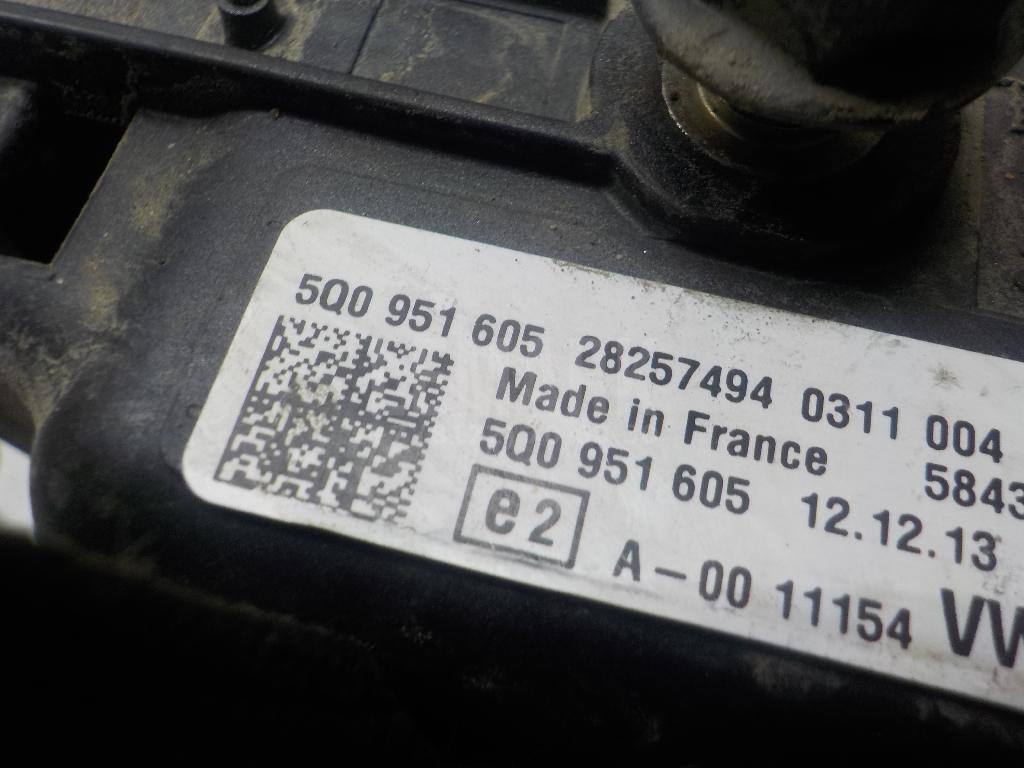 5Q0 951 605 28257494 0311 004
Made in France 5843
5Q0 951 605 12.12.13
e2 A-00 11154 VW